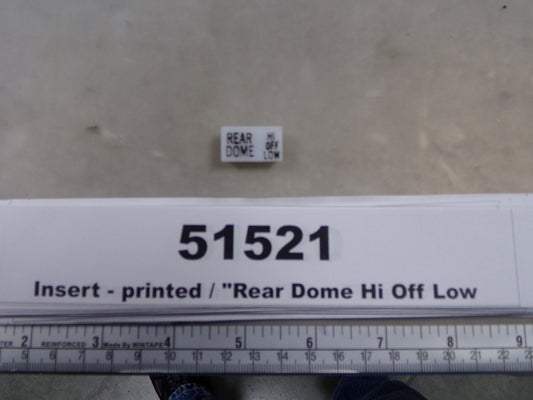 REAR HI
DOME OFF
LOW
51521
Insert - printed / "Rear Dome Hi Off Low
2 REINFORCED 3 Made By WINTAPE 4 5 6 7 8 9
5 6 7 8 9 10 11 12 13 14 15 16 17 18 19 20 21 22